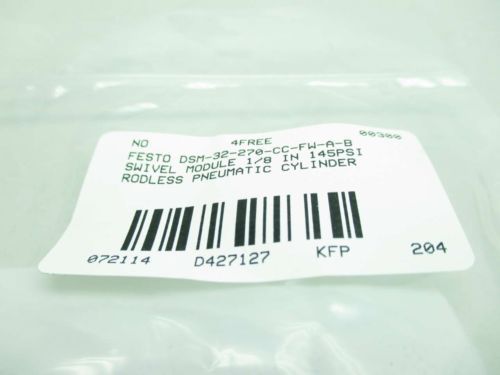 NO 4FREE 00300
FESTO DSM-32-270-CC-FW-A-B
SWIVEL MODULE 1/8 IN 145PSI
RODLESS PNEUMATIC CYLINDER
072114 D427127 KFP 204